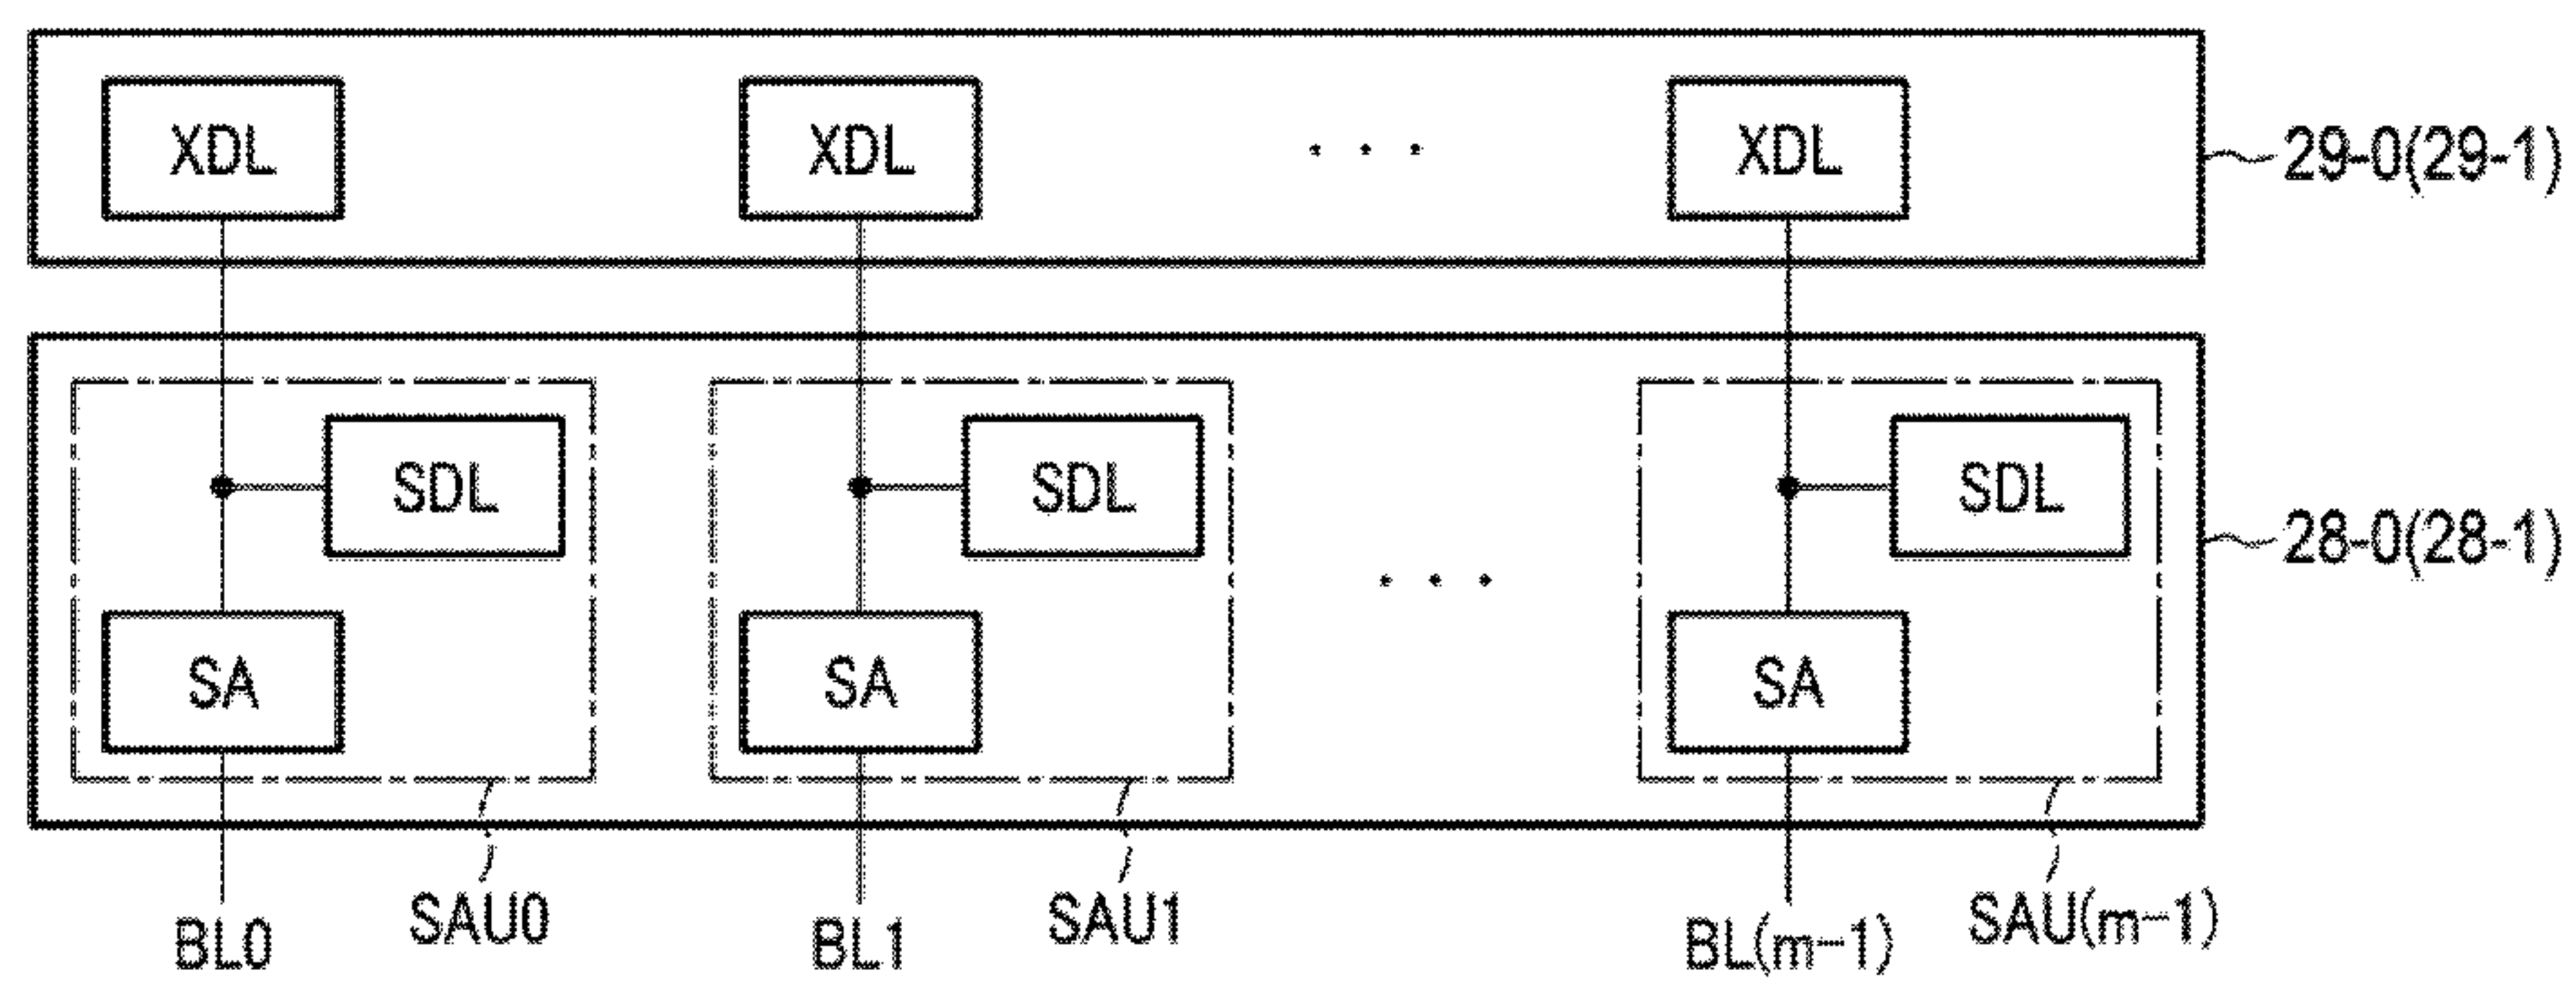 XDL XDL · · · XDL 29-0(29-1)
SDL SDL SDL
28-0(28-1)
· · ·
SA SA SA
SAU0 SAU1 SAU(m-1)
BL0 BL1 BL(m-1)